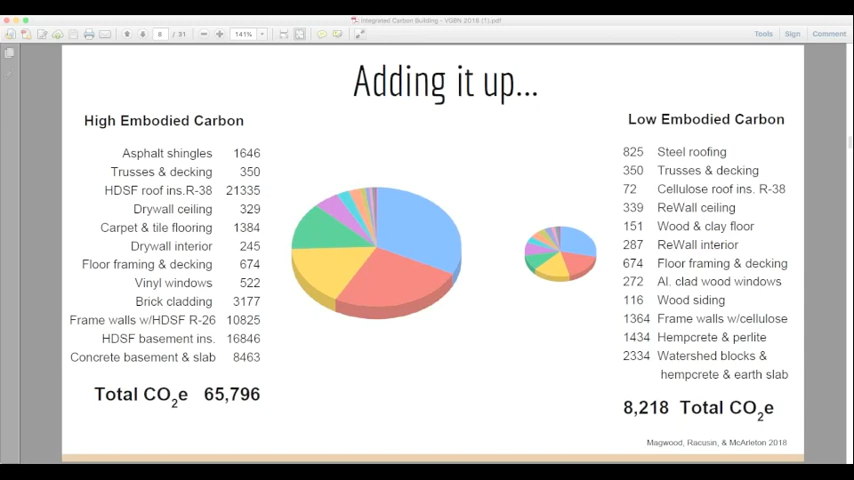 Integrated Carbon Building - VGBN 2018 (1).pdf
8 / 31
141%
Tools Sign Comment
Adding it up...
High Embodied Carbon
Asphalt shingles 1646
Trusses & decking 350
HDSF roof ins.R-38 21335
Drywall ceiling 329
Carpet & tile flooring 1384
Drywall interior 245
Floor framing & decking 674
Vinyl windows 522
Brick cladding 3177
Frame walls w/HDSF R-26 10825
HDSF basement ins. 16846
Concrete basement & slab 8463
Total CO2e 65,796
Low Embodied Carbon
825 Steel roofing
350 Trusses & decking
72 Cellulose roof ins. R-38
339 ReWall ceiling
151 Wood & clay floor
287 ReWall interior
674 Floor framing & decking
272 Al. clad wood windows
116 Wood siding
1364 Frame walls w/cellulose
1434 Hempcrete & perlite
2334 Watershed blocks &
hempcrete & earth slab
8,218 Total CO2e
Magwood, Racusin, & McArleton 2018